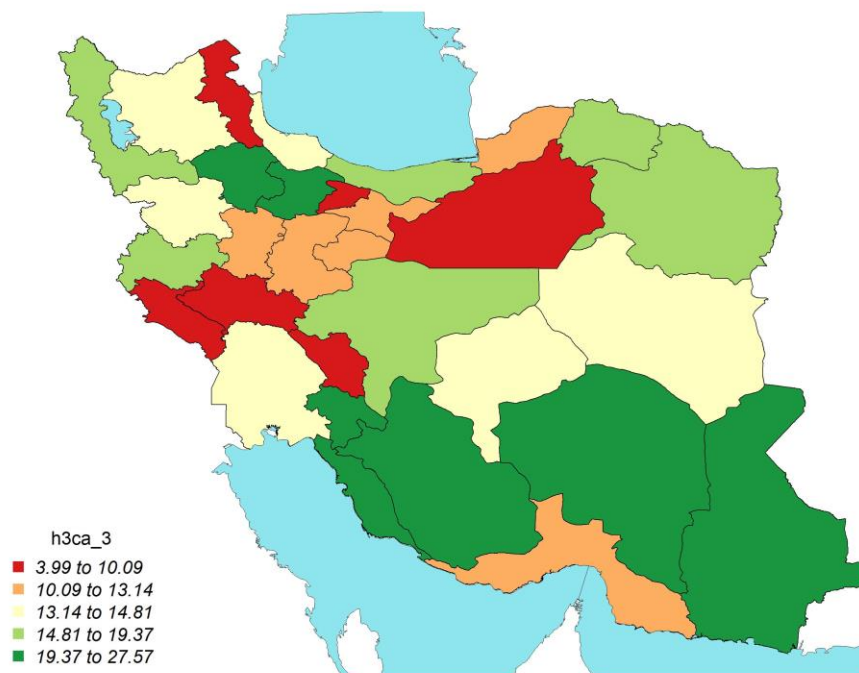 h3ca_3
3.99 to 10.09
10.09 to 13.14
13.14 to 14.81
14.81 to 19.37
19.37 to 27.57